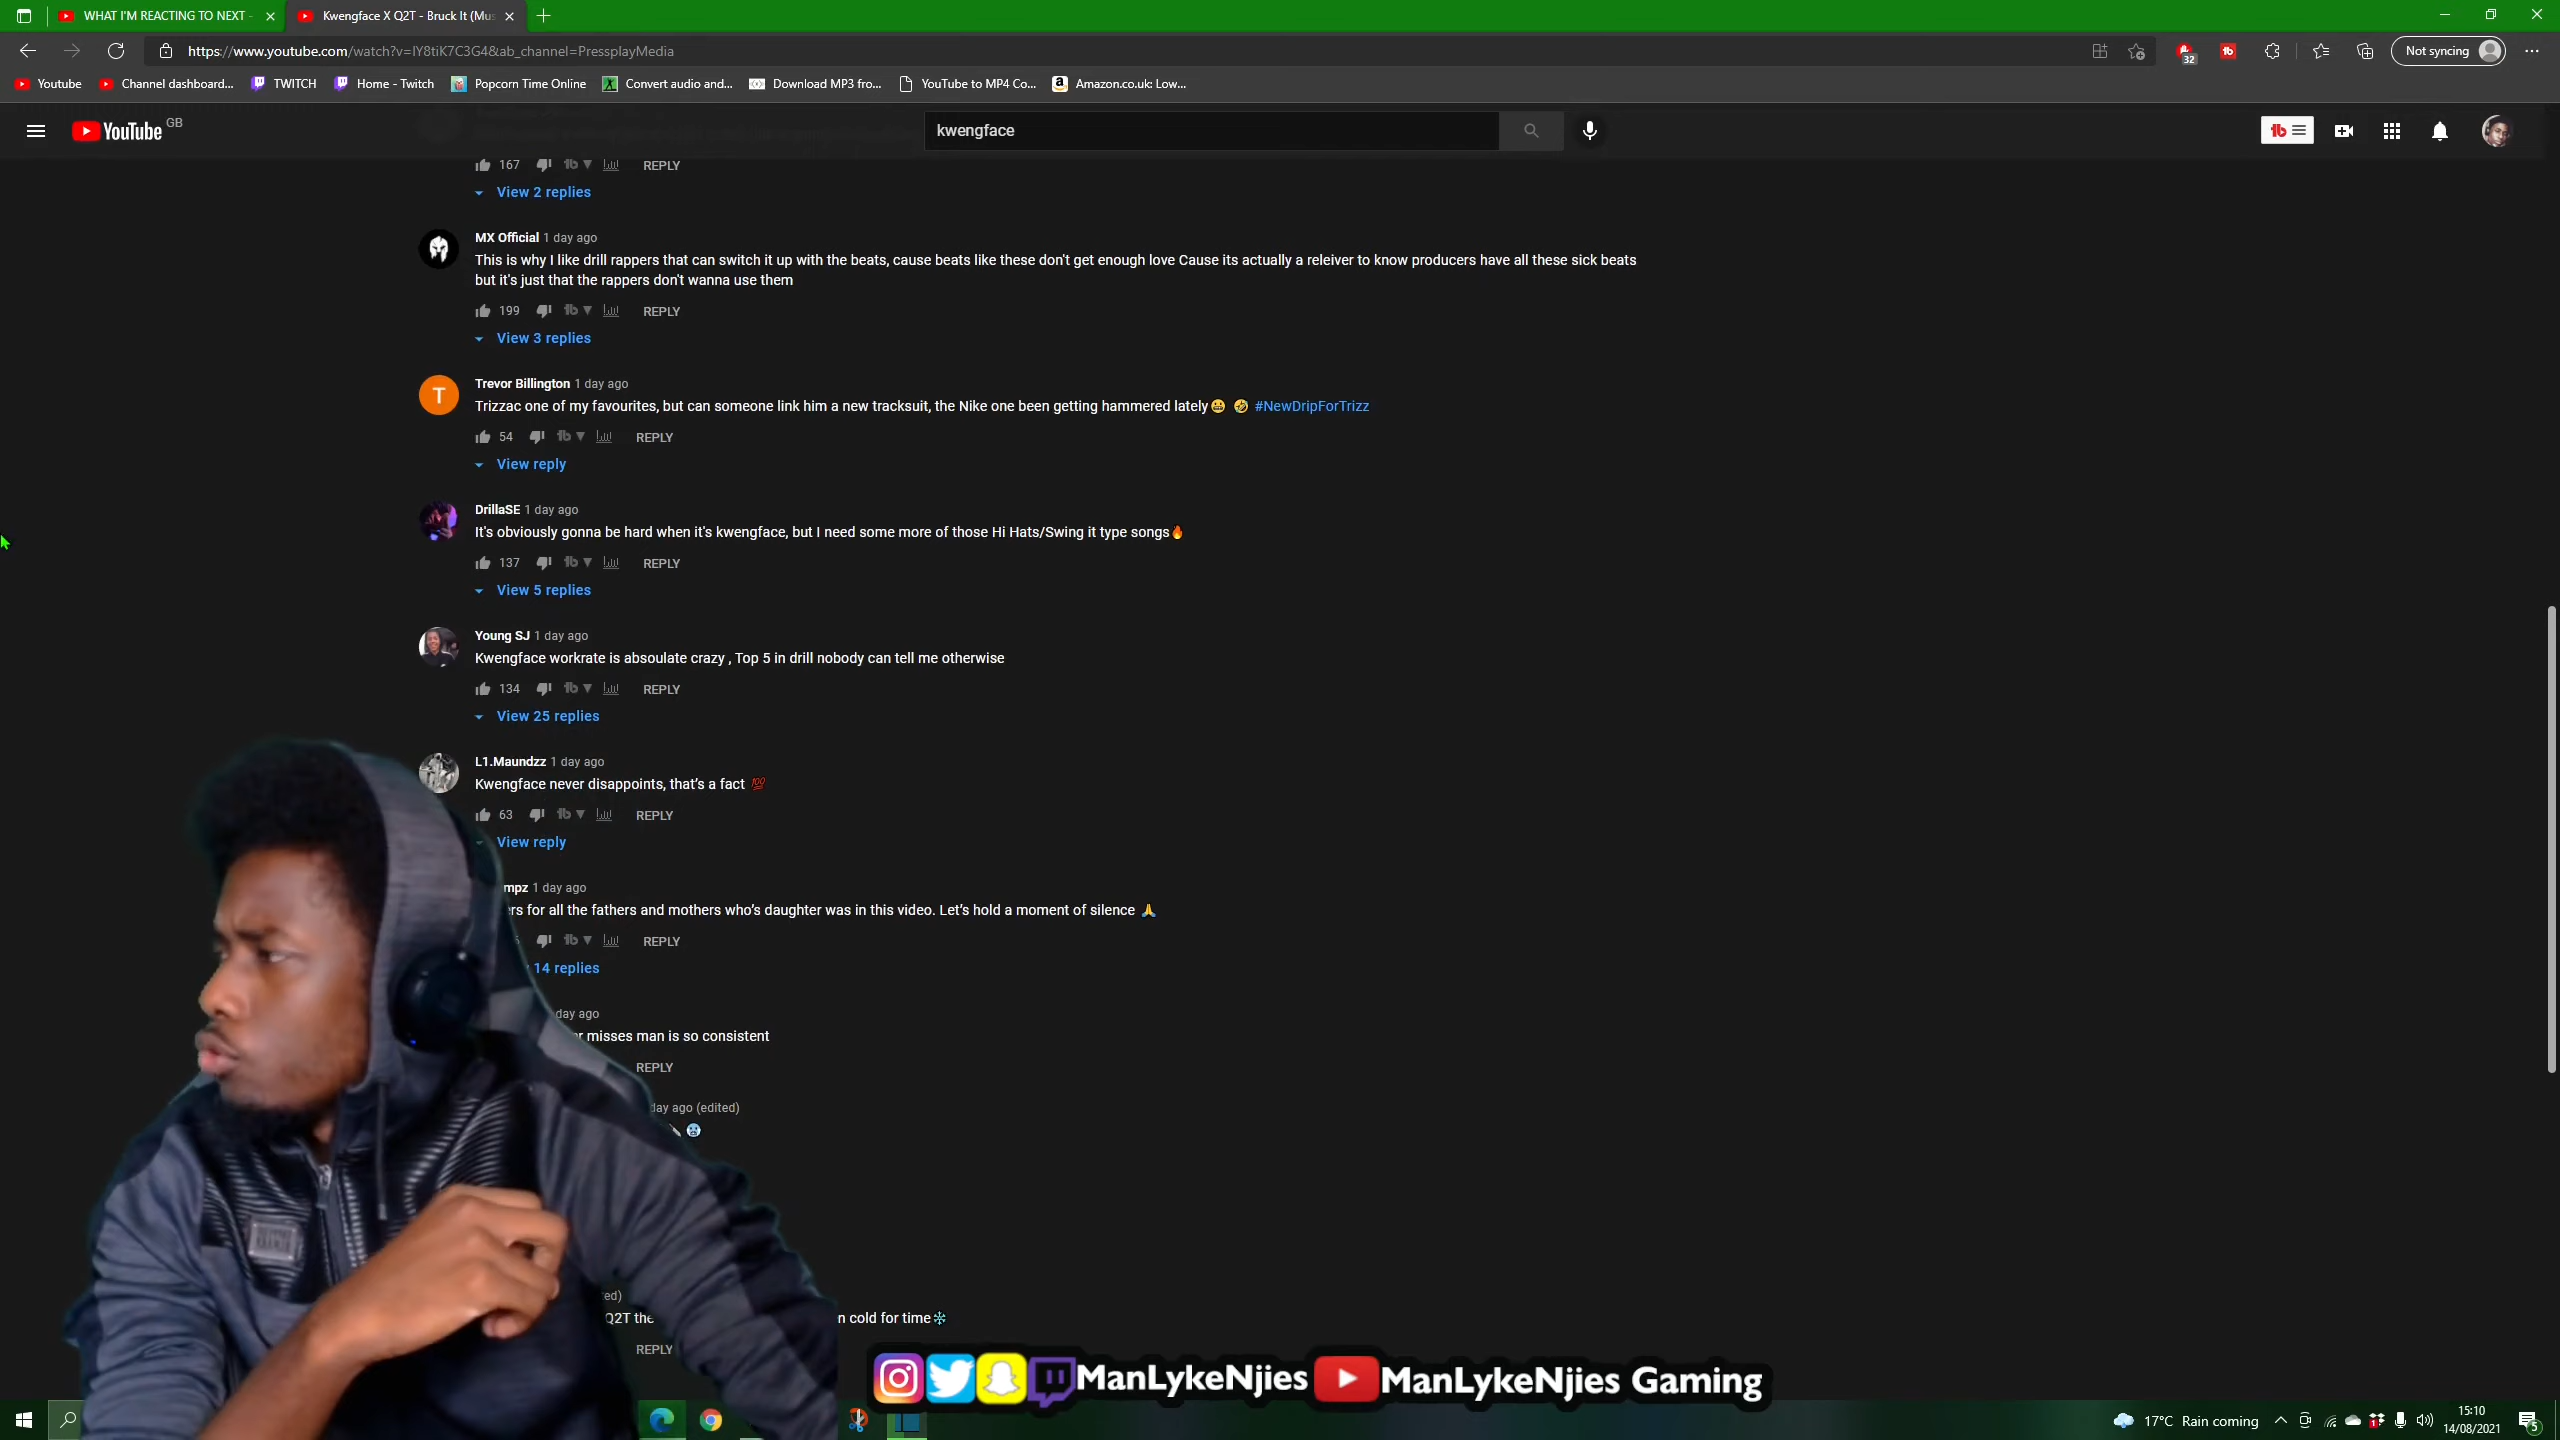 WHAT I'M REACTING TO NEXT -
Kwengface X Q2T - Bruck It (Mus
https://www.youtube.com/watch?v=IY8tiK7C3G4&ab_channel=PressplayMedia
32
Not syncing
Youtube
Channel dashboard...
TWITCH
Home - Twitch
Popcorn Time Online
Convert audio and...
Download MP3 from...
YouTube to MP4 Co...
Amazon.co.uk: Low...
YouTube GB
kwengface
167 REPLY
View 2 replies
MX Official 1 day ago
This is why I like drill rappers that can switch it up with the beats, cause beats like these don't get enough love Cause its actually a releiver to know producers have all these sick beats
but it's just that the rappers don't wanna use them
199 REPLY
View 3 replies
T
Trevor Billington 1 day ago
Trizzac one of my favourites, but can someone link him a new tracksuit, the Nike one been getting hammered lately😀 🤣 #NewDripForTrizz
54 REPLY
View reply
DrillaSE 1 day ago
It's obviously gonna be hard when it's kwengface, but I need some more of those Hi Hats/Swing it type songs🔥
137 REPLY
View 5 replies
Young SJ 1 day ago
Kwengface workrate is absoulate crazy , Top 5 in drill nobody can tell me otherwise
134 REPLY
View 25 replies
L1.Maundzz 1 day ago
Kwengface never disappoints, that's a fact 💯
63 REPLY
View reply
mpz 1 day ago
for all the fathers and mothers who's daughter was in this video. Let's hold a moment of silence 🙏
REPLY
14 replies
day ago
misses man is so consistent
REPLY
day ago (edited)
🥶
Q2T the
cold for time❄
REPLY
ManLykeNjies
ManLykeNjies Gaming
17°C Rain coming
15:10
14/08/2021
5